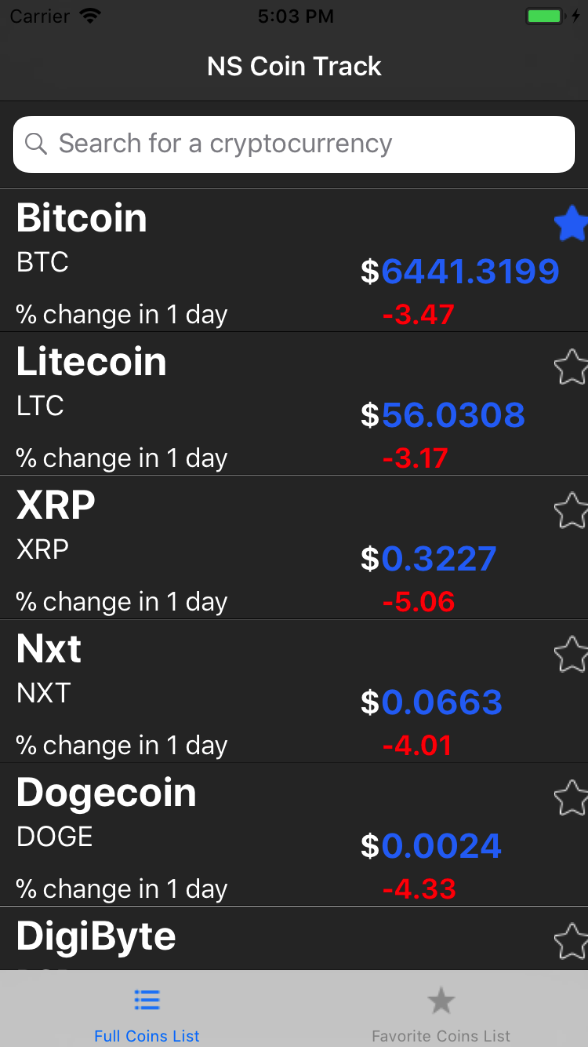 Carrier 5:03 PM
NS Coin Track
Search for a cryptocurrency
Bitcoin
BTC
$6441.3199
% change in 1 day -3.47
Litecoin
LTC
$56.0308
% change in 1 day -3.17
XRP
XRP
$0.3227
% change in 1 day -5.06
Nxt
NXT
$0.0663
% change in 1 day -4.01
Dogecoin
DOGE
$0.0024
% change in 1 day -4.33
DigiByte
Full Coins List Favorite Coins List